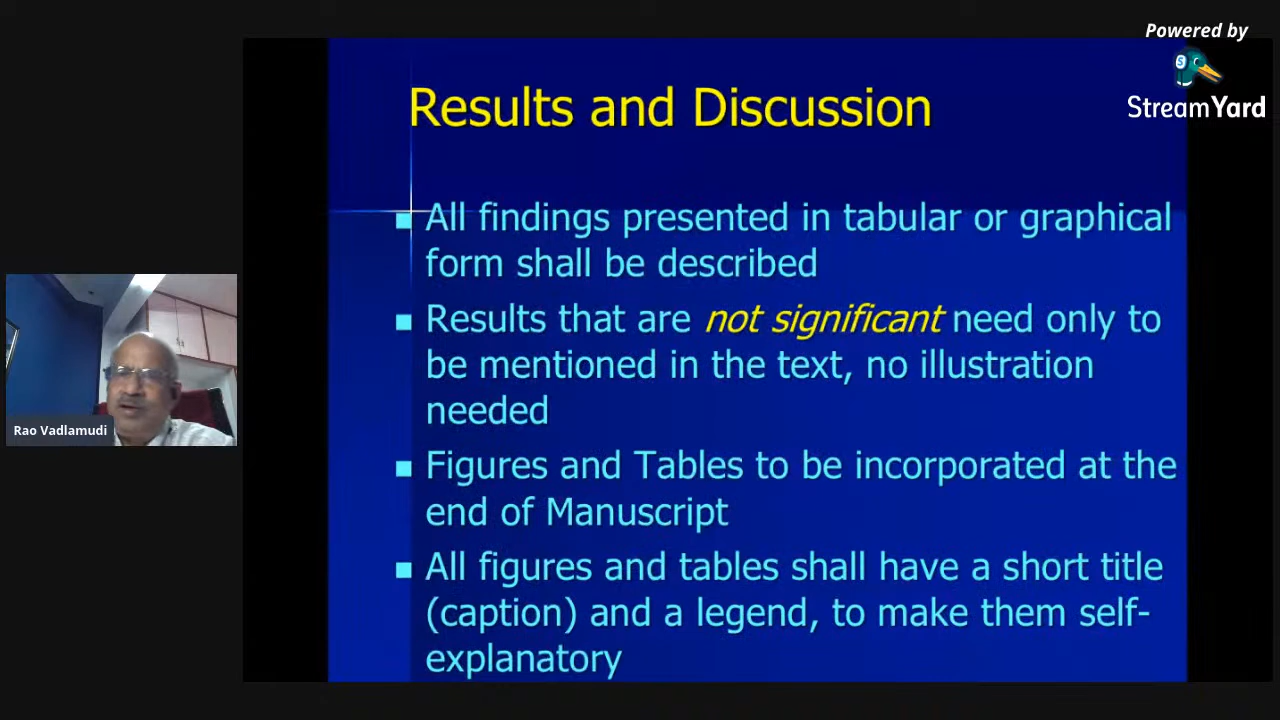 Powered by
StreamYard
Results and Discussion
All findings presented in tabular or graphical
form shall be described
Results that are not significant need only to
be mentioned in the text, no illustration
needed
Figures and Tables to be incorporated at the
end of Manuscript
All figures and tables shall have a short title
(caption) and a legend, to make them self-
explanatory
Rao Vadlamudi